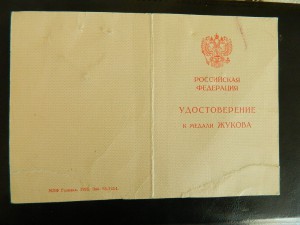 РОССИЙСКАЯ
ФЕДЕРАЦИЯ
УДОСТОВЕРЕНИЕ
К МЕДАЛИ ЖУКОВА